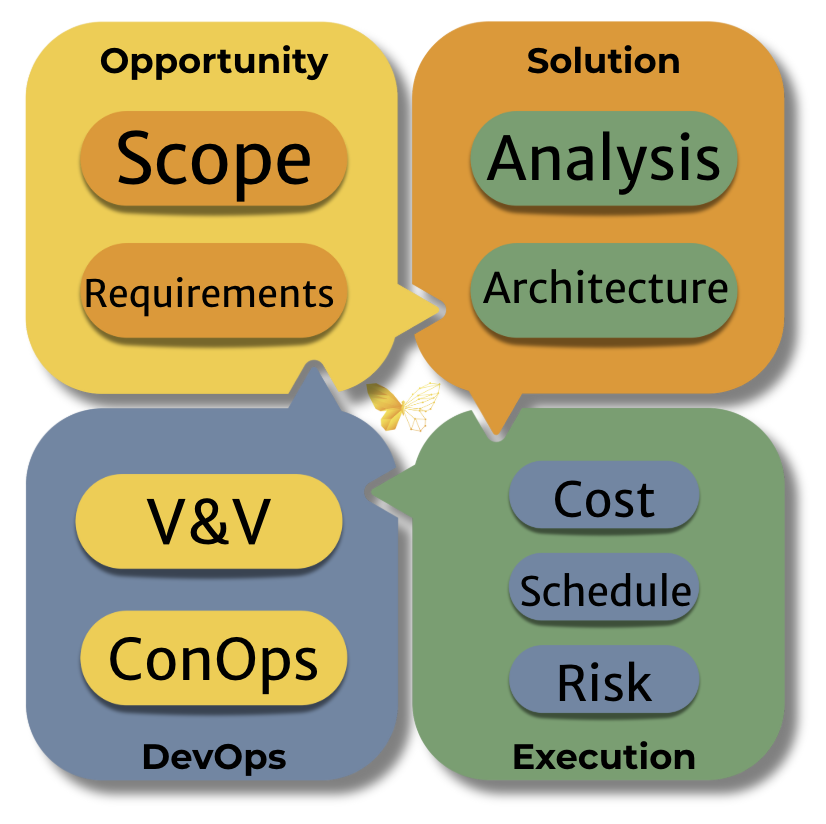 Opportunity
Scope
Requirements
Solution
Analysis
Architecture
V&V
ConOps
DevOps
Cost
Schedule
Risk
Execution